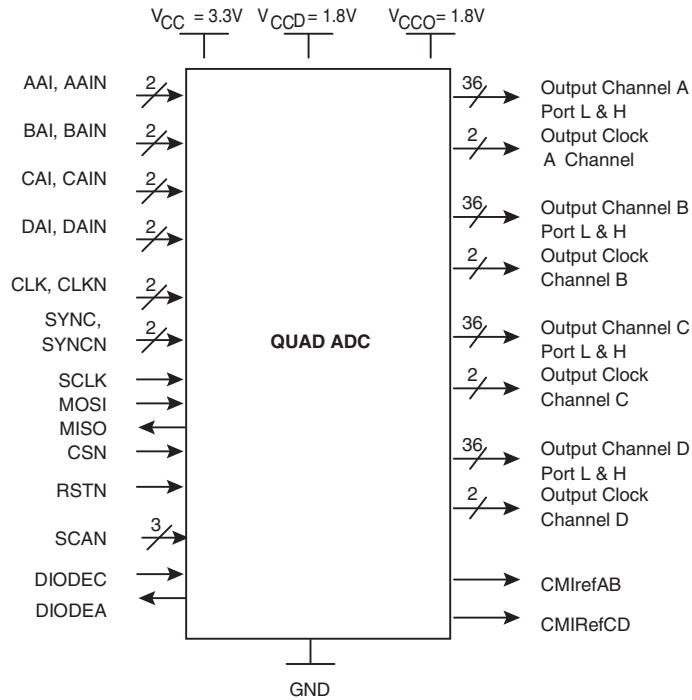 VCC = 3.3V
VCCD = 1.8V
VCCO = 1.8V
AAI, AAIN
2
BAI, BAIN
2
CAI, CAIN
2
DAI, DAIN
2
CLK, CLKN
2
SYNC,
SYNCN
2
SCLK
MOSI
MISO
CSN
RSTN
SCAN
3
DIODEC
DIODEA
QUAD ADC
36
Output Channel A
Port L & H
2
Output Clock
A Channel
36
Output Channel B
Port L & H
2
Output Clock
Channel B
36
Output Channel C
Port L & H
2
Output Clock
Channel C
36
Output Channel D
Port L & H
2
Output Clock
Channel D
CMIrefAB
CMIRefCD
GND